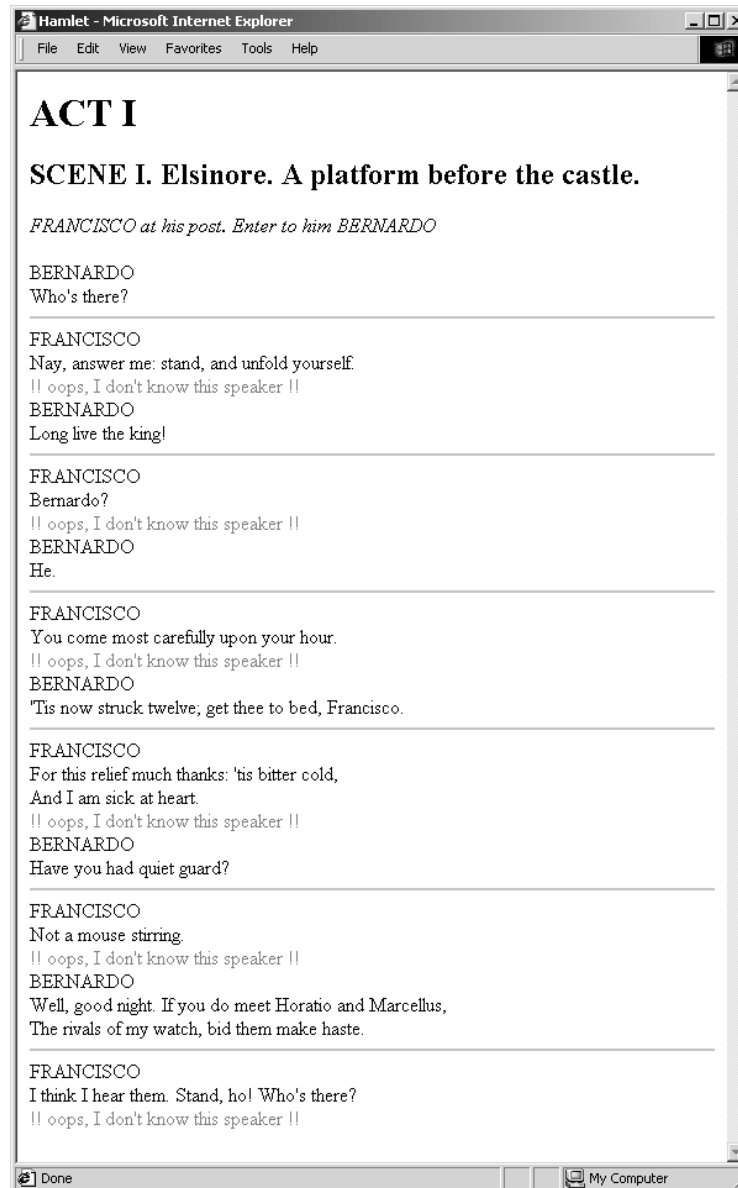 Hamlet - Microsoft Internet Explorer
File Edit View Favorites Tools Help
ACT I
SCENE I. Elsinore. A platform before the castle.
FRANCISCO at his post. Enter to him BERNARDO
BERNARDO
Who's there?
FRANCISCO
Nay, answer me: stand, and unfold yourself.
!! oops, I don't know this speaker !!
BERNARDO
Long live the king!
FRANCISCO
Bernardo?
!! oops, I don't know this speaker !!
BERNARDO
He.
FRANCISCO
You come most carefully upon your hour.
!! oops, I don't know this speaker !!
BERNARDO
'Tis now struck twelve; get thee to bed, Francisco.
FRANCISCO
For this relief much thanks: 'tis bitter cold,
And I am sick at heart.
!! oops, I don't know this speaker !!
BERNARDO
Have you had quiet guard?
FRANCISCO
Not a mouse stirring.
!! oops, I don't know this speaker !!
BERNARDO
Well, good night. If you do meet Horatio and Marcellus,
The rivals of my watch, bid them make haste.
FRANCISCO
I think I hear them. Stand, ho! Who's there?
!! oops, I don't know this speaker !!
Done My Computer